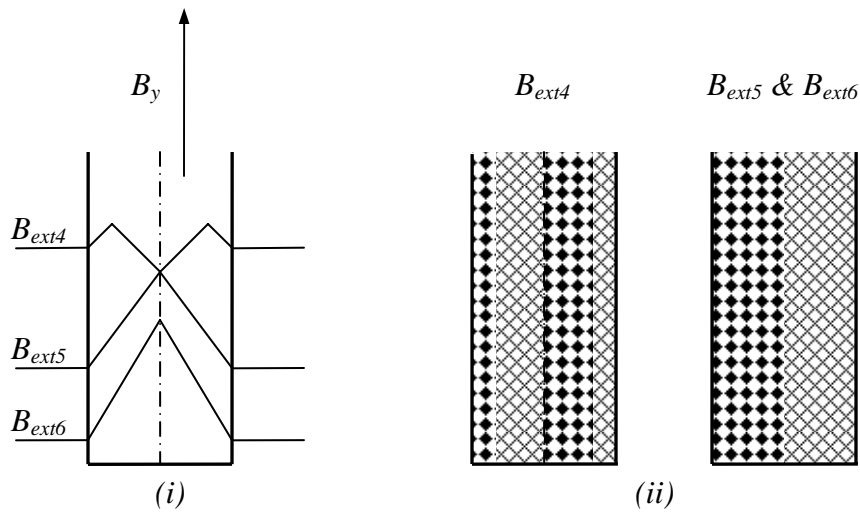 B_y
B_ext4
B_ext5 & B_ext6
B_ext4
B_ext5
B_ext6
(i)
(ii)